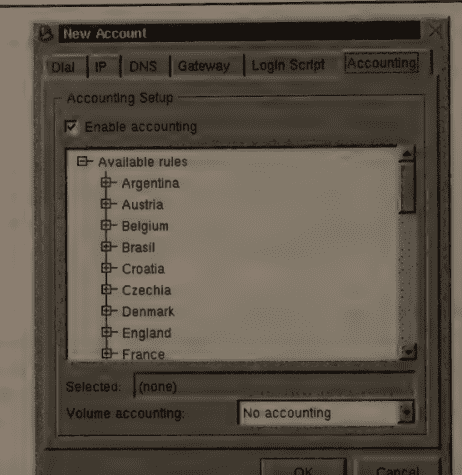 New Account
Dial IP DNS Gateway Login Script Accounting
Accounting Setup
Enable accounting
Available rules
Argentina
Austria
Belgium
Brasil
Croatia
Czechia
Denmark
England
France
Selected: (none)
Volume accounting: No accounting
OK Cancel